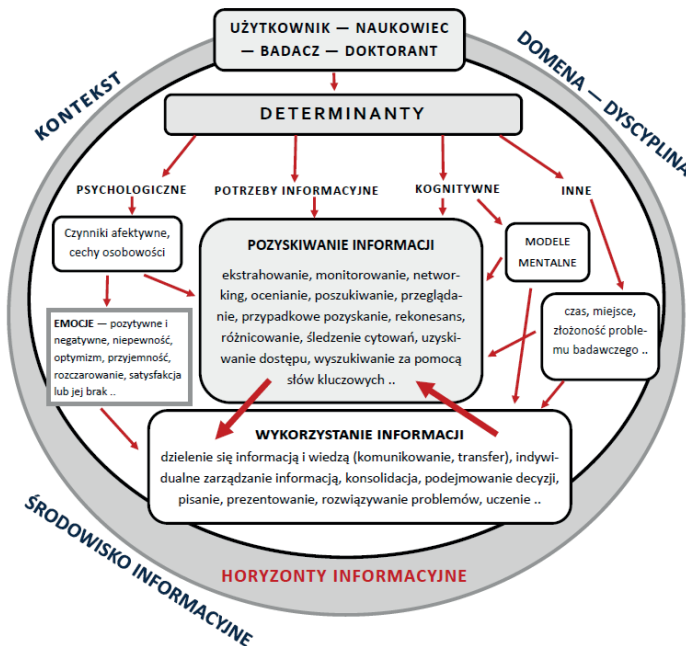 UŻYTKOWNIK — NAUKOWIEC
— BADACZ — DOKTORANT
KONTEKST
DOMENA — DYSCYPLINA
DETERMINANTY
PSYCHOLOGICZNE
POTRZEBY INFORMACYJNE
KOGNITYWNE
INNE
Czynniki afektywne,
cechy osobowości
POZYSKIWANIE INFORMACJI
ekstrahowanie, monitorowanie, networ-
king, ocenianie, poszukiwanie, przegląda-
nie, przypadkowe pozyskanie, rekonesans,
różnicowanie, śledzenie cytowań, uzyski-
wanie dostępu, wyszukiwanie za pomocą
słów kluczowych ..
MODELE
MENTALNE
EMOCJE — pozytywne i
negatywne, niepewność,
optymizm, przyjemność,
rozczarowanie, satysfakcja
lub jej brak ..
czas, miejsce,
złożoność proble-
mu badawczego ..
WYKORZYSTANIE INFORMACJI
dzielenie się informacją i wiedzą (komunikowanie, transfer), indywi-
dualne zarządzanie informacją, konsolidacja, podejmowanie decyzji,
pisanie, prezentowanie, rozwiązywanie problemów, uczenie ..
HORYZONTY INFORMACYJNE
ŚRODOWISKO INFORMACYJNE